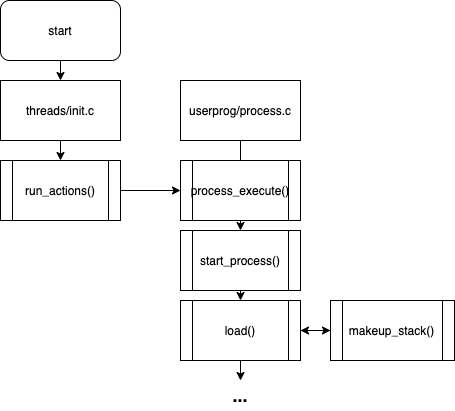 start
threads/init.c
userprog/process.c
run_actions()
process_execute()
start_process()
load()
makeup_stack()
...